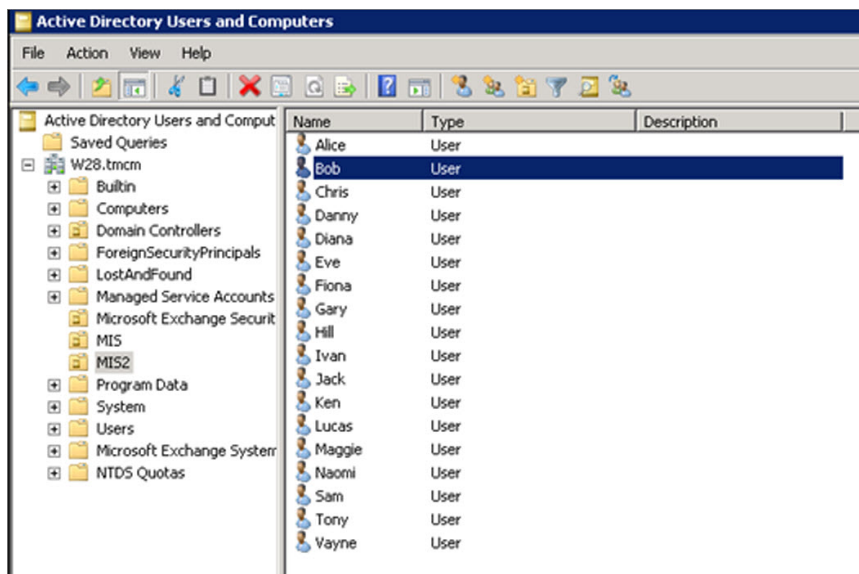 Active Directory Users and Computers
File Action View Help
Active Directory Users and Comput
Saved Queries
W28.tmcm
Builtin
Computers
Domain Controllers
ForeignSecurityPrincipals
LostAndFound
Managed Service Accounts
Microsoft Exchange Securit
MIS
MIS2
Program Data
System
Users
Microsoft Exchange System
NTDS Quotas
Name Type Description
Alice User
Bob User
Chris User
Danny User
Diana User
Eve User
Fiona User
Gary User
Hill User
Ivan User
Jack User
Ken User
Lucas User
Maggie User
Naomi User
Sam User
Tony User
Vayne User